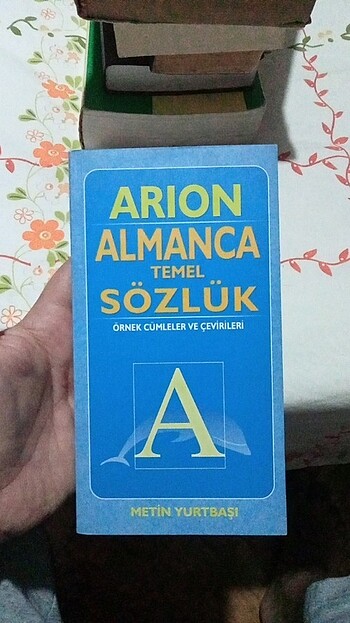 ARION
ALMANCA
TEMEL
SÖZLÜK
ÖRNEK CÜMLELER VE ÇEVİRİLERİ
A
METİN YURTBAŞI